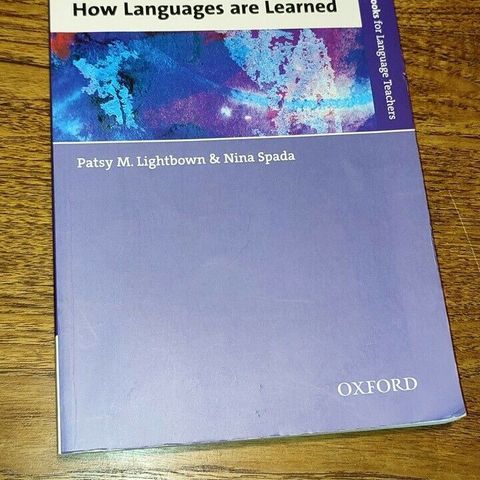 How Languages are Learned
ooks for Language Teachers
Patsy M. Lightbown & Nina Spada
OXFORD